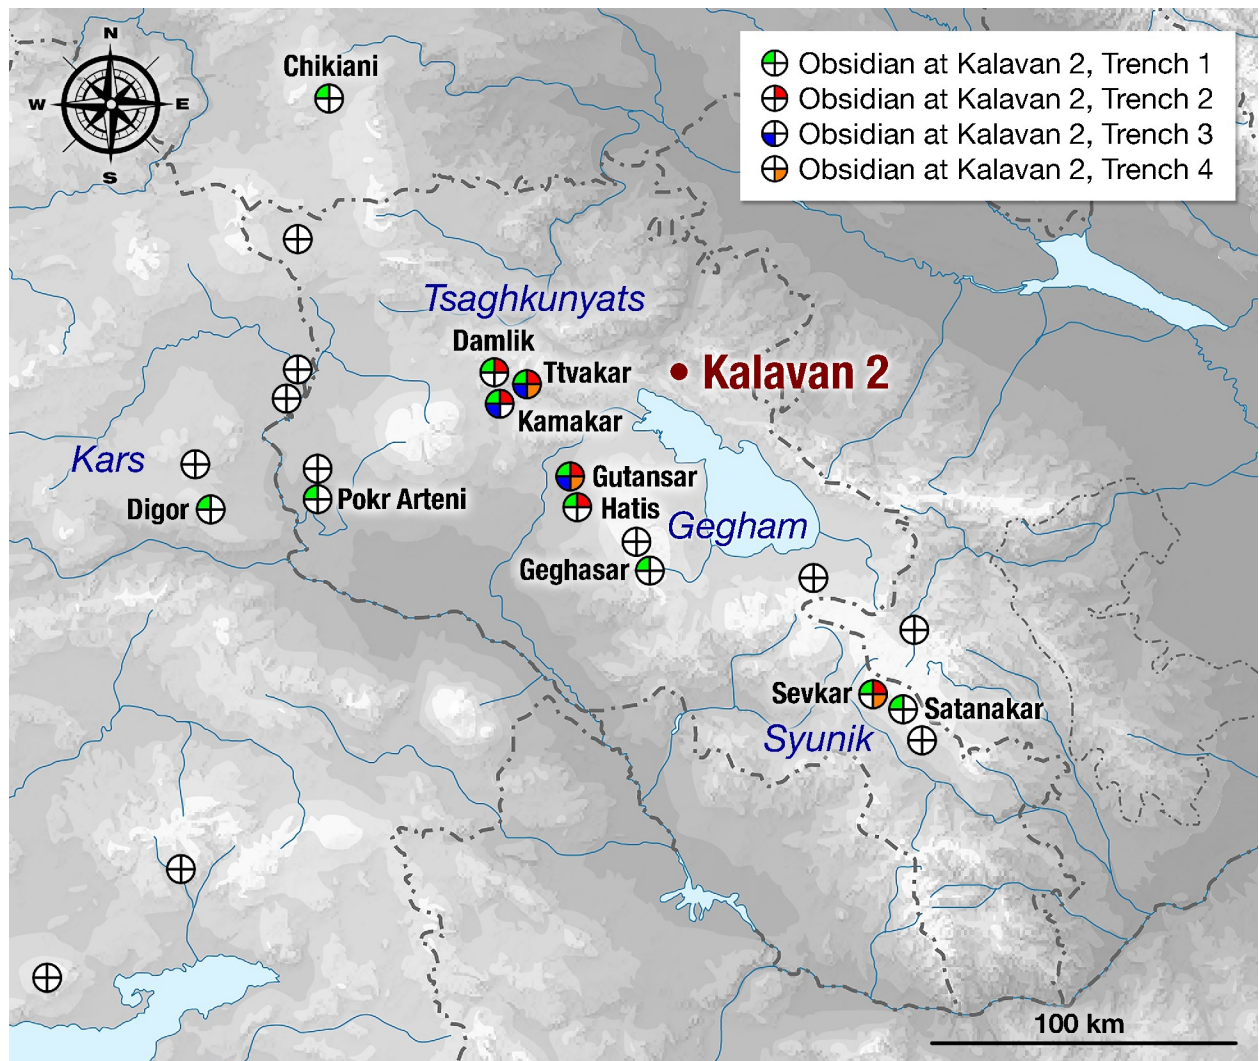 N
W E
S
Chikiani
Obsidian at Kalavan 2, Trench 1
Obsidian at Kalavan 2, Trench 2
Obsidian at Kalavan 2, Trench 3
Obsidian at Kalavan 2, Trench 4
Tsaghkunyats
Damlik
Ttvakar
Kalavan 2
Kamakar
Kars
Gutansar
Digor
Pokr Arteni
Hatis
Gegham
Geghasar
Sevkar
Satanakar
Syunik
100 km